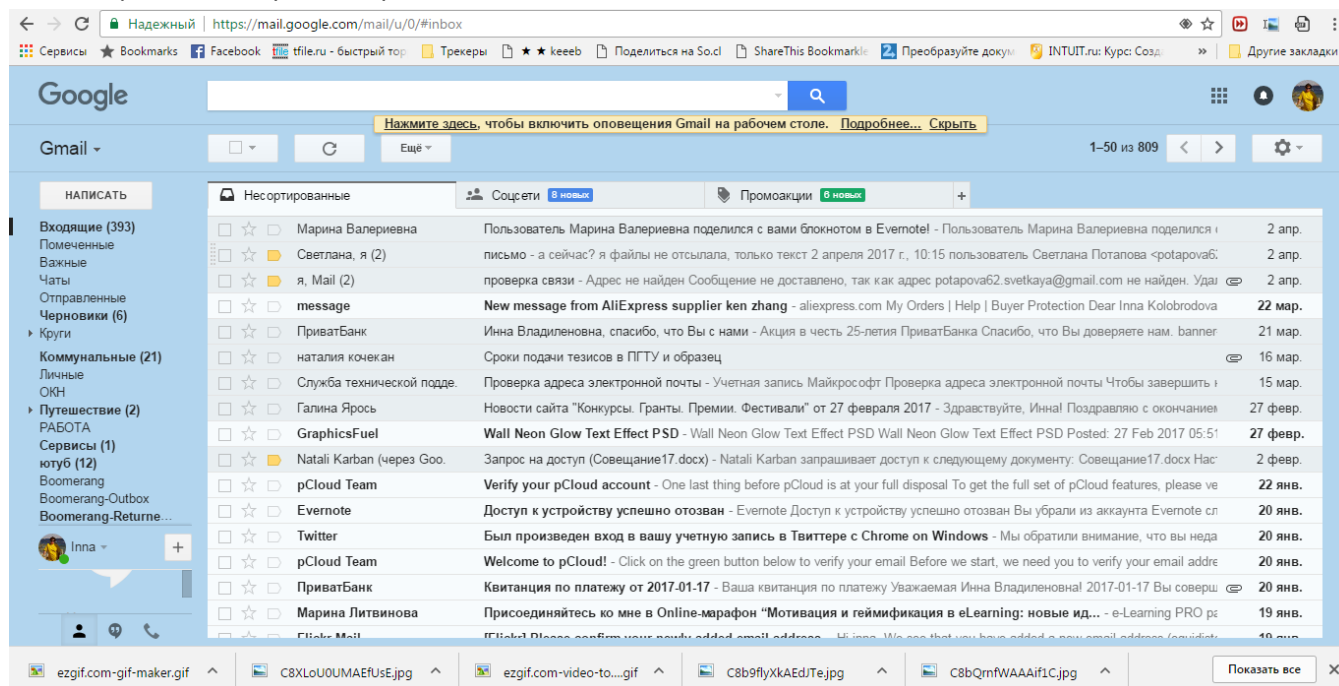 Надежный | https://mail.google.com/mail/u/0/#inbox
Сервисы Bookmarks Facebook tfile.ru - быстрый тор Трекеры ★ ★ keeeb Поделиться на So.cl ShareThis Bookmarkle Преобразуйте докум INTUIT.ru: Курс: Созд » Другие закладки
Google
Нажмите здесь, чтобы включить оповещения Gmail на рабочем столе. Подробнее... Скрыть
Gmail Ещё 1–50 из 809
НАПИСАТЬ Несортированные Соцсети 8 новых Промоакции 6 новых +
Входящие (393)
Помеченные
Важные
Чаты
Отправленные
Черновики (6)
Круги
Коммунальные (21)
Личные
ОКН
Путешествие (2)
РАБОТА
Сервисы (1)
ютуб (12)
Boomerang
Boomerang-Outbox
Boomerang-Returne...
Inna +
Марина Валериевна Пользователь Марина Валериевна поделился с вами блокнотом в Evernote! - Пользователь Марина Валериевна поделился 2 апр.
Светлана, я (2) письмо - а сейчас? я файлы не отсылала, только текст 2 апреля 2017 г., 10:15 пользователь Светлана Потапова <potapova62 2 апр.
я, Mail (2) проверка связи - Адрес не найден Сообщение не доставлено, так как адрес potapova62.svetkaya@gmail.com не найден. Удал 2 апр.
message New message from AliExpress supplier ken zhang - aliexpress.com My Orders | Help | Buyer Protection Dear Inna Kolobrodova 22 мар.
ПриватБанк Инна Владиленовна, спасибо, что Вы с нами - Акция в честь 25-летия ПриватБанка Спасибо, что Вы доверяете нам. banner 21 мар.
наталия кочекан Сроки подачи тезисов в ПГТУ и образец 16 мар.
Служба технической подде. Проверка адреса электронной почты - Учетная запись Майкрософт Проверка адреса электронной почты Чтобы завершить 15 мар.
Галина Ярось Новости сайта "Конкурсы. Гранты. Премии. Фестивали" от 27 февраля 2017 - Здравствуйте, Инна! Поздравляю с окончанием 27 февр.
GraphicsFuel Wall Neon Glow Text Effect PSD - Wall Neon Glow Text Effect PSD Wall Neon Glow Text Effect PSD Posted: 27 Feb 2017 05:51 27 февр.
Natali Karban (через Goo. Запрос на доступ (Совещание17.docx) - Natali Karban запрашивает доступ к следующему документу: Совещание17.docx Нас 2 февр.
pCloud Team Verify your pCloud account - One last thing before pCloud is at your full disposal To get the full set of pCloud features, please ve 22 янв.
Evernote Доступ к устройству успешно отозван - Evernote Доступ к устройству успешно отозван Вы убрали из аккаунта Evernote сл 20 янв.
Twitter Был произведен вход в вашу учетную запись в Твиттере с Chrome on Windows - Мы обратили внимание, что вы неда 20 янв.
pCloud Team Welcome to pCloud! - Click on the green button below to verify your email Before we start, we need you to verify your email addre 20 янв.
ПриватБанк Квитанция по платежу от 2017-01-17 - Ваша квитанция по платежу Уважаемая Инна Владиленовна! 2017-01-17 Вы соверш 20 янв.
Марина Литвинова Присоединяйтесь ко мне в Online-марафон “Мотивация и геймификация в eLearning: новые ид... - e-Learning PRO ра 19 янв.
Flickr Mail [Flickr] Please confirm your newly added email address
ezgif.com-gif-maker.gif C8XLoU0UMAEfUsE.jpg ezgif.com-video-to....gif C8b9flyXkAEdJTe.jpg C8bQrnfWAAAif1C.jpg Показать все